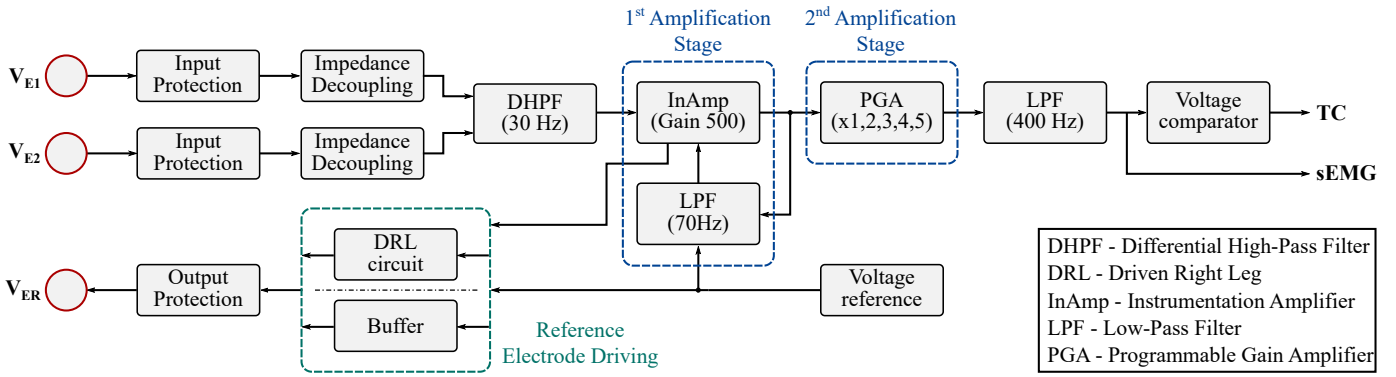 1st Amplification
Stage
2nd Amplification
Stage
VE1
Input
Protection
Impedance
Decoupling
DHPF
(30 Hz)
InAmp
(Gain 500)
PGA
(x1,2,3,4,5)
LPF
(400 Hz)
Voltage
comparator
TC
VE2
Input
Protection
Impedance
Decoupling
sEMG
LPF
(70Hz)
DRL
circuit
VER
Output
Protection
Buffer
Voltage
reference
Reference
Electrode Driving
DHPF - Differential High-Pass Filter
DRL - Driven Right Leg
InAmp - Instrumentation Amplifier
LPF - Low-Pass Filter
PGA - Programmable Gain Amplifier